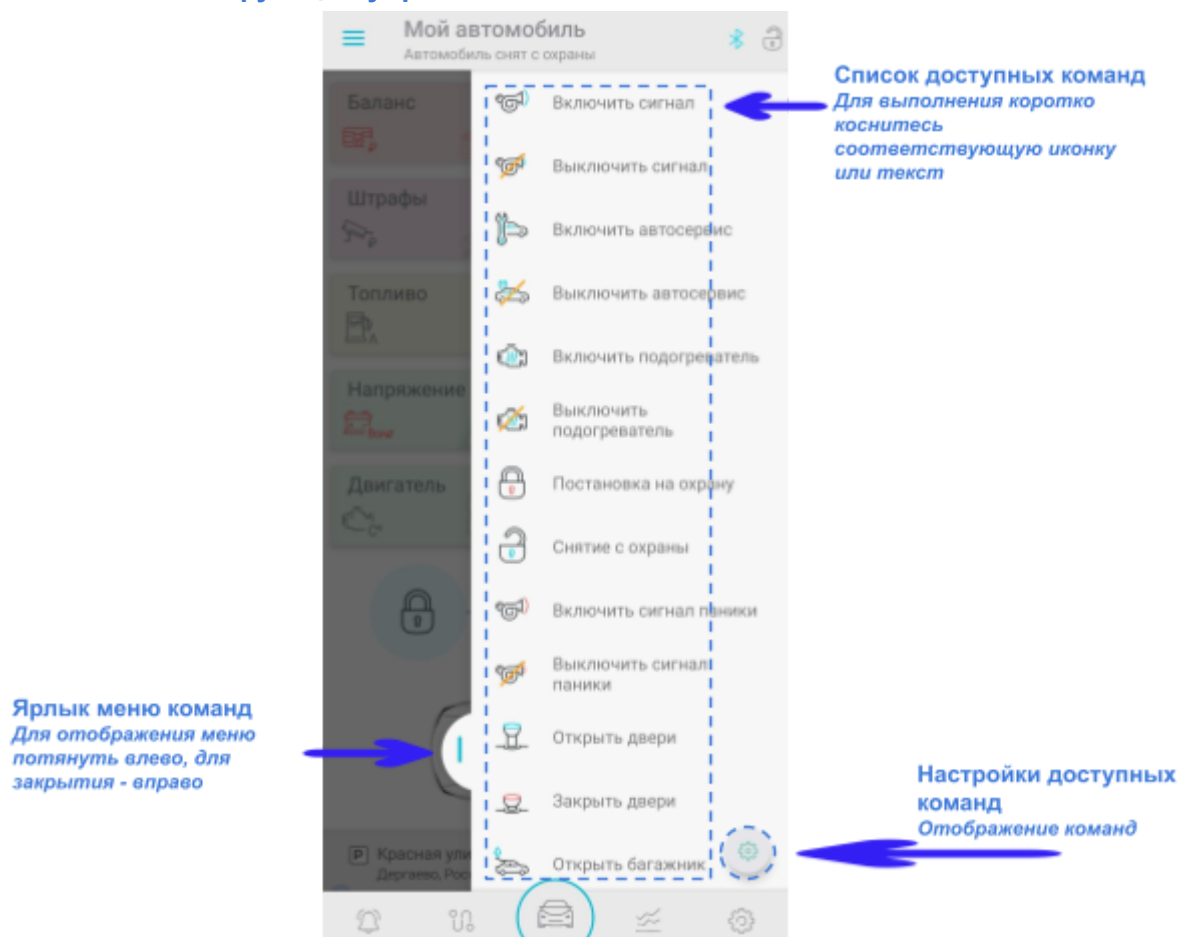 Мой автомобиль
Автомобиль снят с охраны
Список доступных команд
Для выполнения коротко
коснитесь
соответствующую иконку
или текст
Баланс
Штрафы
Топливо
Напряжение
Двигатель
Включить сигнал
Выключить сигнал
Включить автосервис
Выключить автосервис
Включить подогреватель
Выключить
подогреватель
Постановка на охрану
Снятие с охраны
Включить сигнал паники
Выключить сигнал
паники
Открыть двери
Закрыть двери
Открыть багажник
Ярлык меню команд
Для отображения меню
потянуть влево, для
закрытия - вправо
Настройки доступных
команд
Отображение команд
P Красная ули
Дергаево, Рос